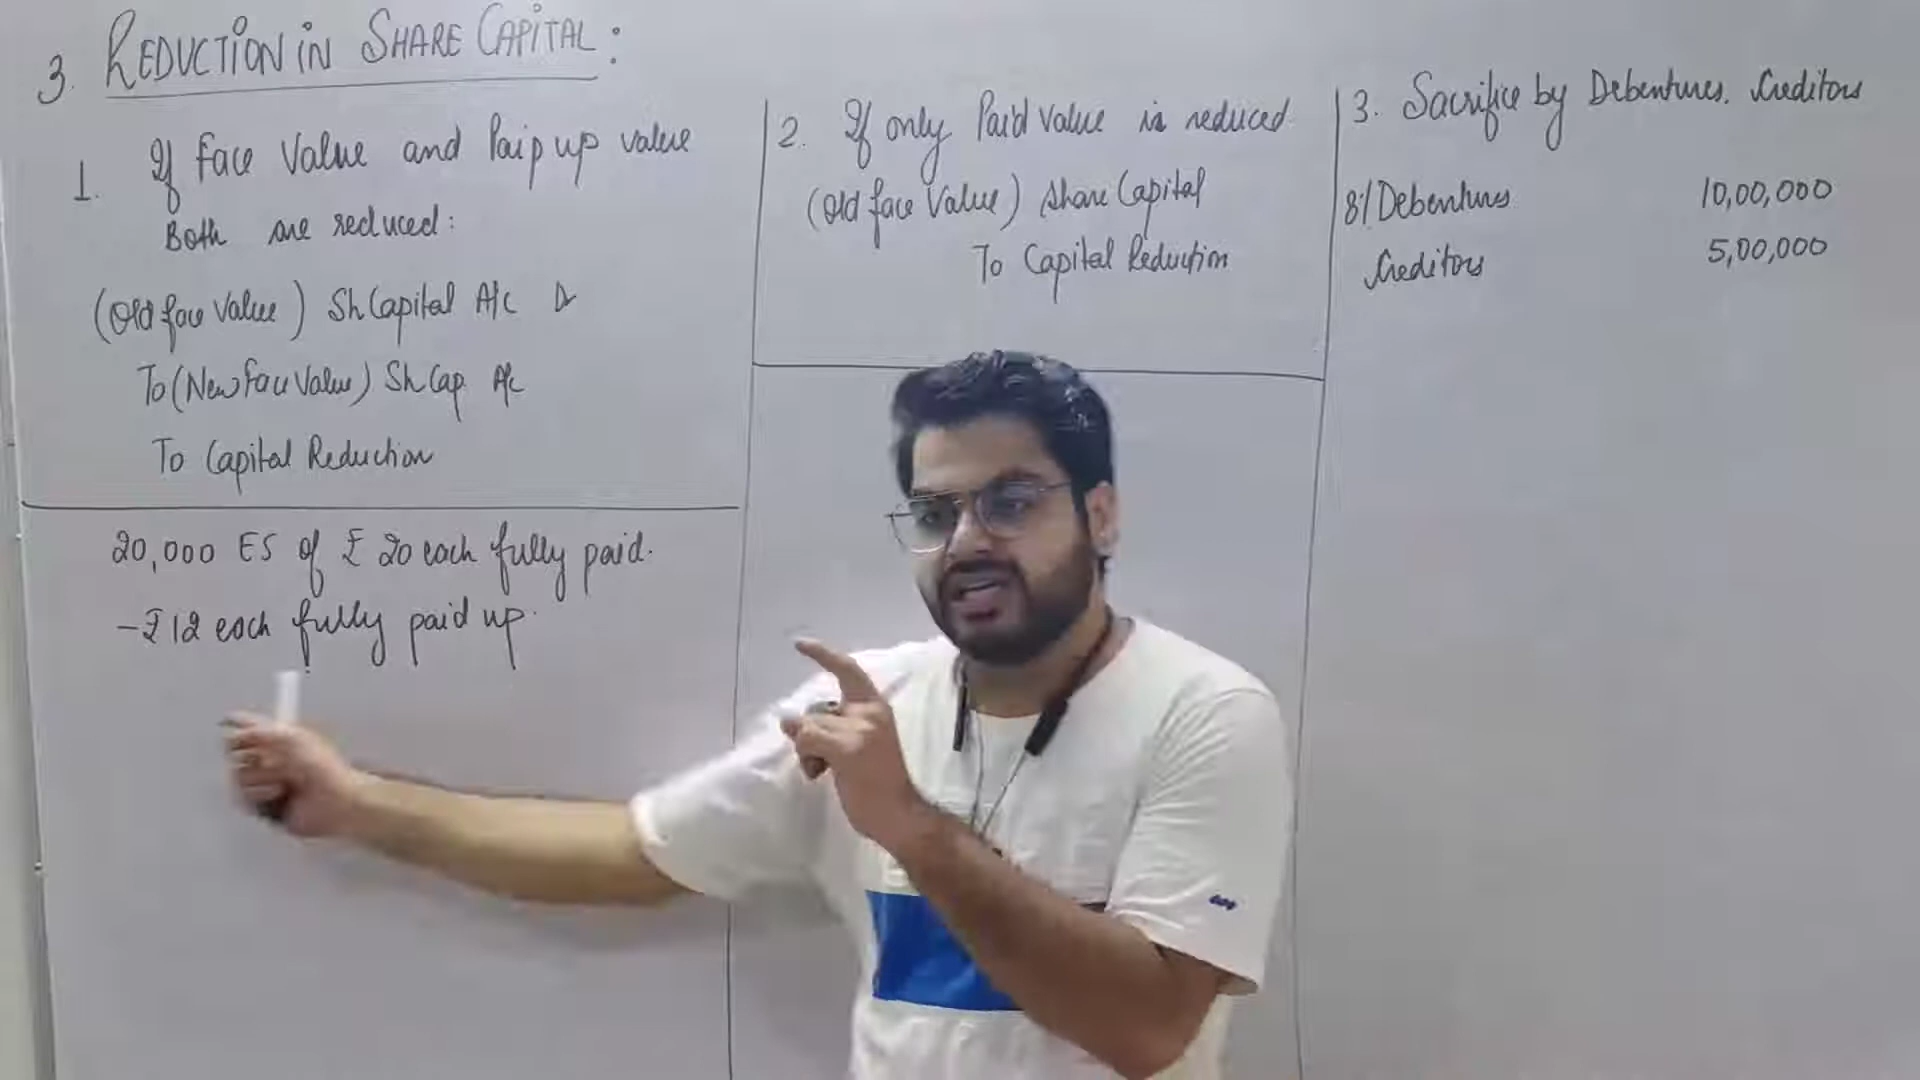 3. REDUCTION IN SHARE CAPITAL:
1. If Face Value and Paip up value
Both are reduced:
(Old face Value) Sh Capital A/c Dr
To (New Face Value) Sh Cap A/c
To Capital Reduction
20,000 ES of ₹ 20 each fully paid.
- ₹12 each fully paid up.
2. If only Paid Value is reduced.
(Old face Value) Share Capital
To Capital Reduction
3. Sacrifice by Debentures. Creditors
8% Debentures 10,00,000
Creditors 5,00,000